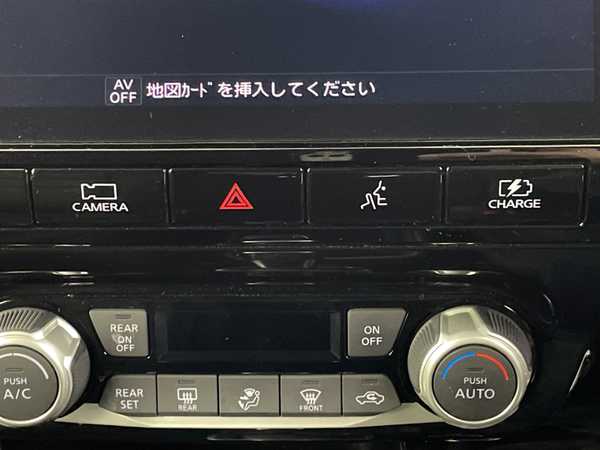 AV
OFF 地図ｶｰﾄﾞを挿入してください
CAMERA
CHARGE
REAR
ON
OFF
ON
OFF
PUSH
A/C
REAR
SET
REAR
FRONT
PUSH
AUTO